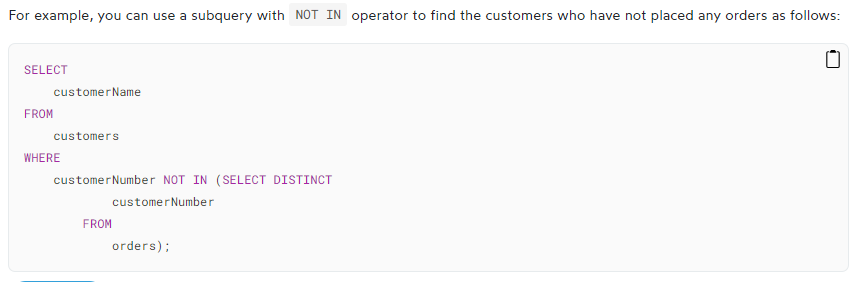 For example, you can use a subquery with NOT IN operator to find the customers who have not placed any orders as follows:
SELECT
customerName
FROM
customers
WHERE
customerNumber NOT IN (SELECT DISTINCT
customerNumber
FROM
orders);